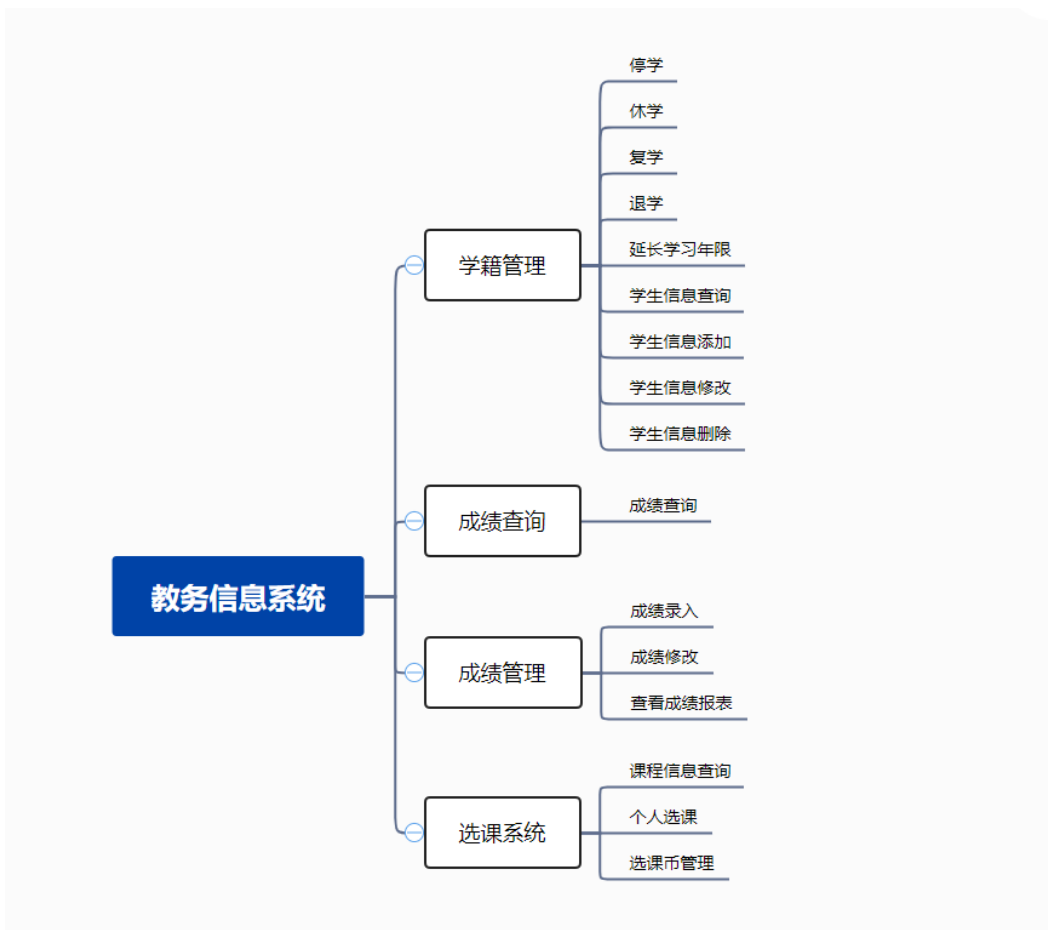 教务信息系统
学籍管理
停学
休学
复学
退学
延长学习年限
学生信息查询
学生信息添加
学生信息修改
学生信息删除
成绩查询
成绩查询
成绩管理
成绩录入
成绩修改
查看成绩报表
选课系统
课程信息查询
个人选课
选课币管理